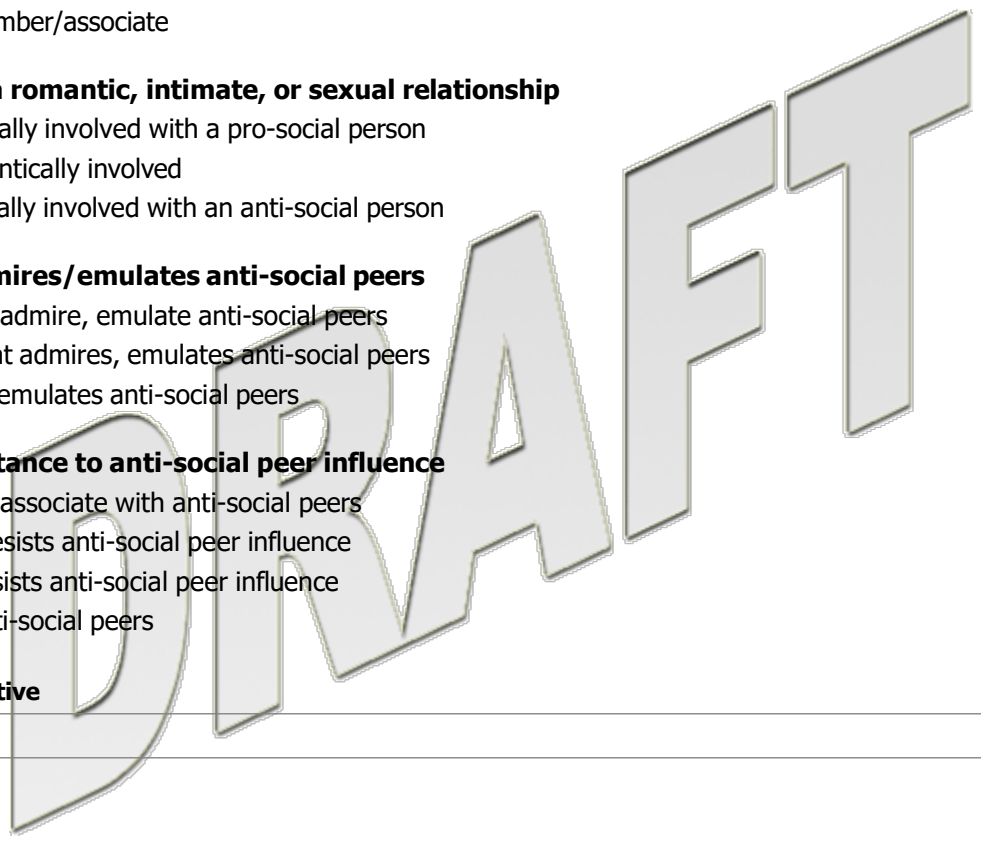 mber/associate
romantic, intimate, or sexual relationship
ally involved with a pro-social person
ntically involved
ally involved with an anti-social person
mires/emulates anti-social peers
admire, emulate anti-social peers
t admires, emulates anti-social peers
emulates anti-social peers
tance to anti-social peer influence
associate with anti-social peers
esists anti-social peer influence
sists anti-social peer influence
ti-social peers
tive
DRAFT